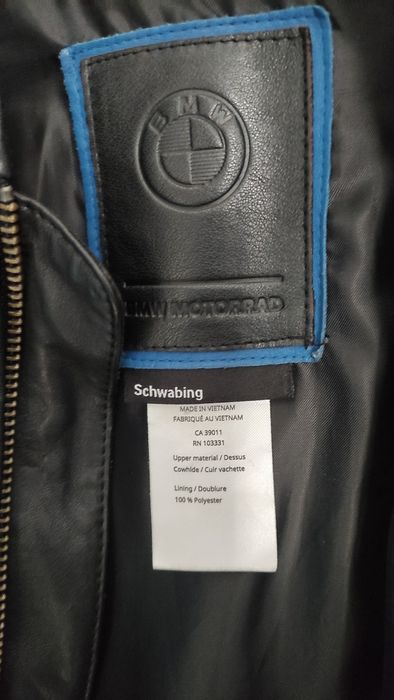 BMW
BMW MOTORRAD
Schwabing
MADE IN VIETNAM
FABRIQUÉ AU VIETNAM
CA 39011
RN 103331
Upper material / Dessus
Cowhide / Cuir vachette
Lining / Doublure
100 % Polyester